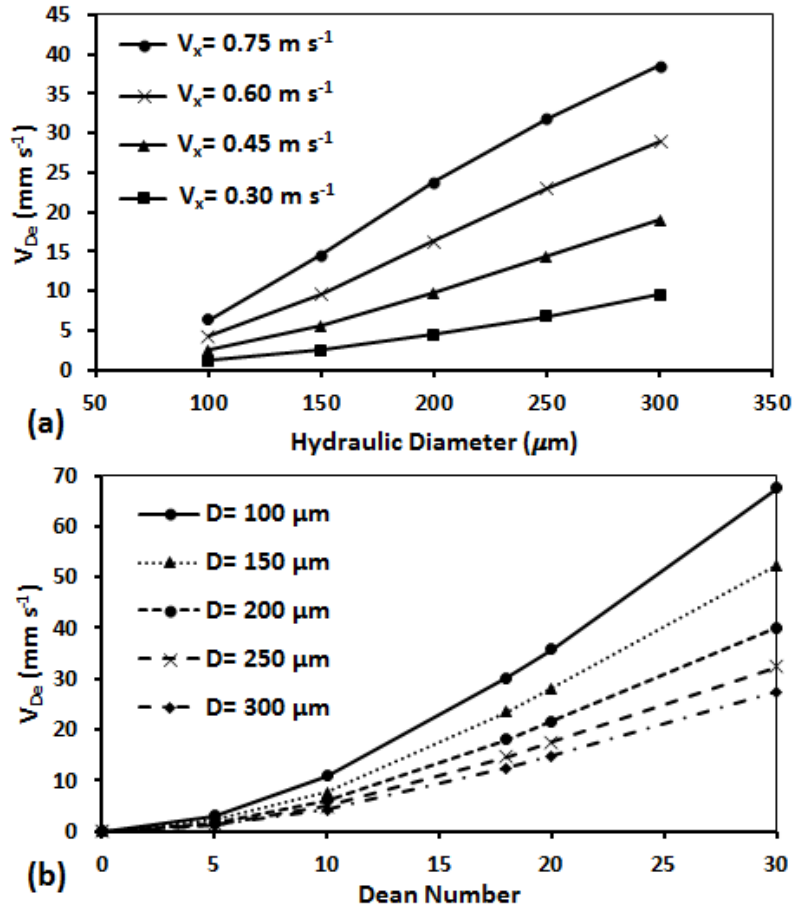 45
40
35
30
25
20
15
10
5
0
V_De (mm s⁻¹)
Vₓ= 0.75 m s⁻¹
Vₓ= 0.60 m s⁻¹
Vₓ= 0.45 m s⁻¹
Vₓ= 0.30 m s⁻¹
50 100 150 200 250 300 350
(a)
Hydraulic Diameter (μm)
70
60
50
40
30
20
10
0
V_De (mm s⁻¹)
D= 100 μm
D= 150 μm
D= 200 μm
D= 250 μm
D= 300 μm
0 5 10 15 20 25 30
(b)
Dean Number